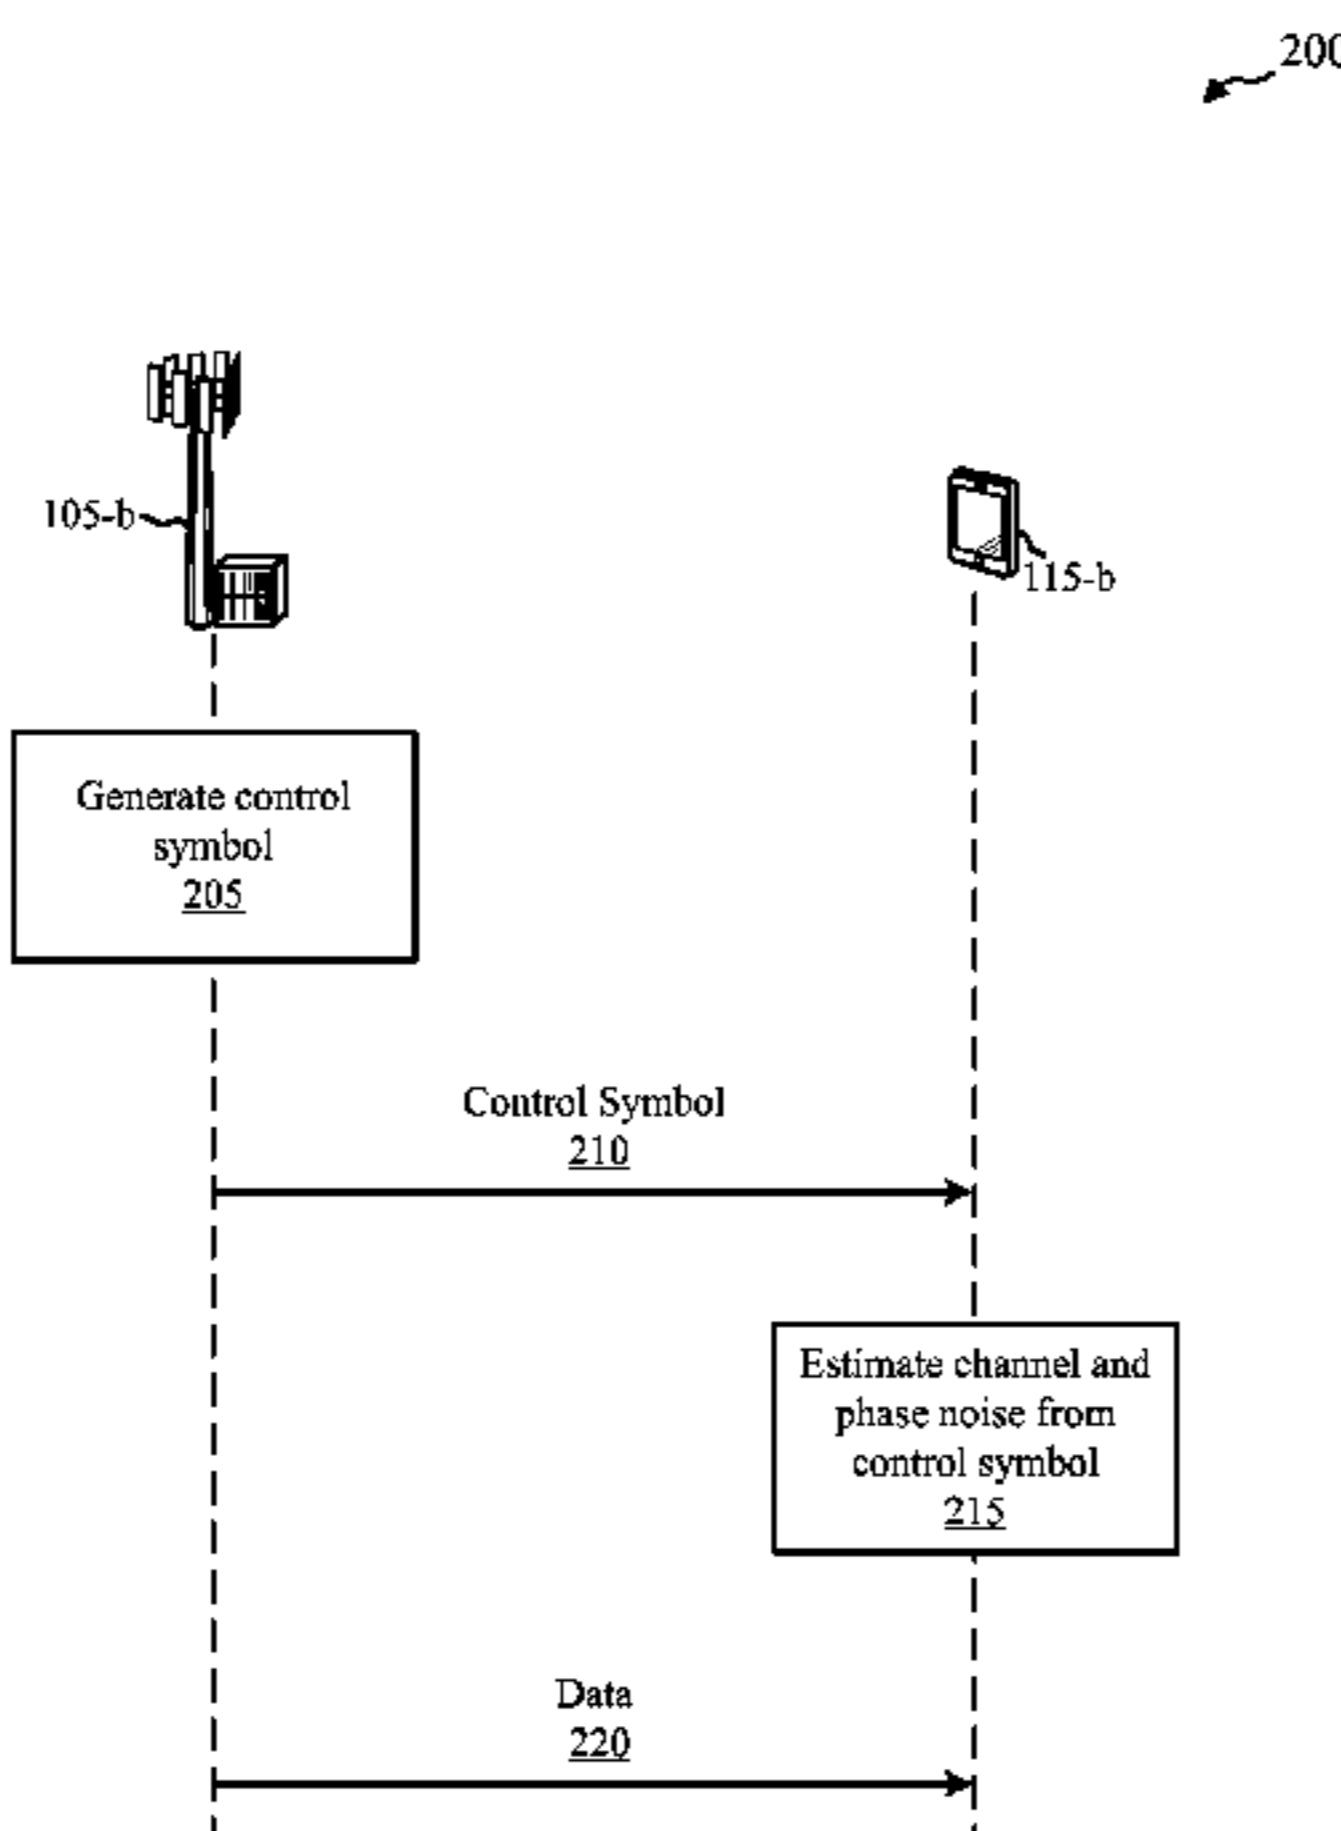 200
105-b
115-b
Generate control
symbol
205
Control Symbol
210
Estimate channel and
phase noise from
control symbol
215
Data
220